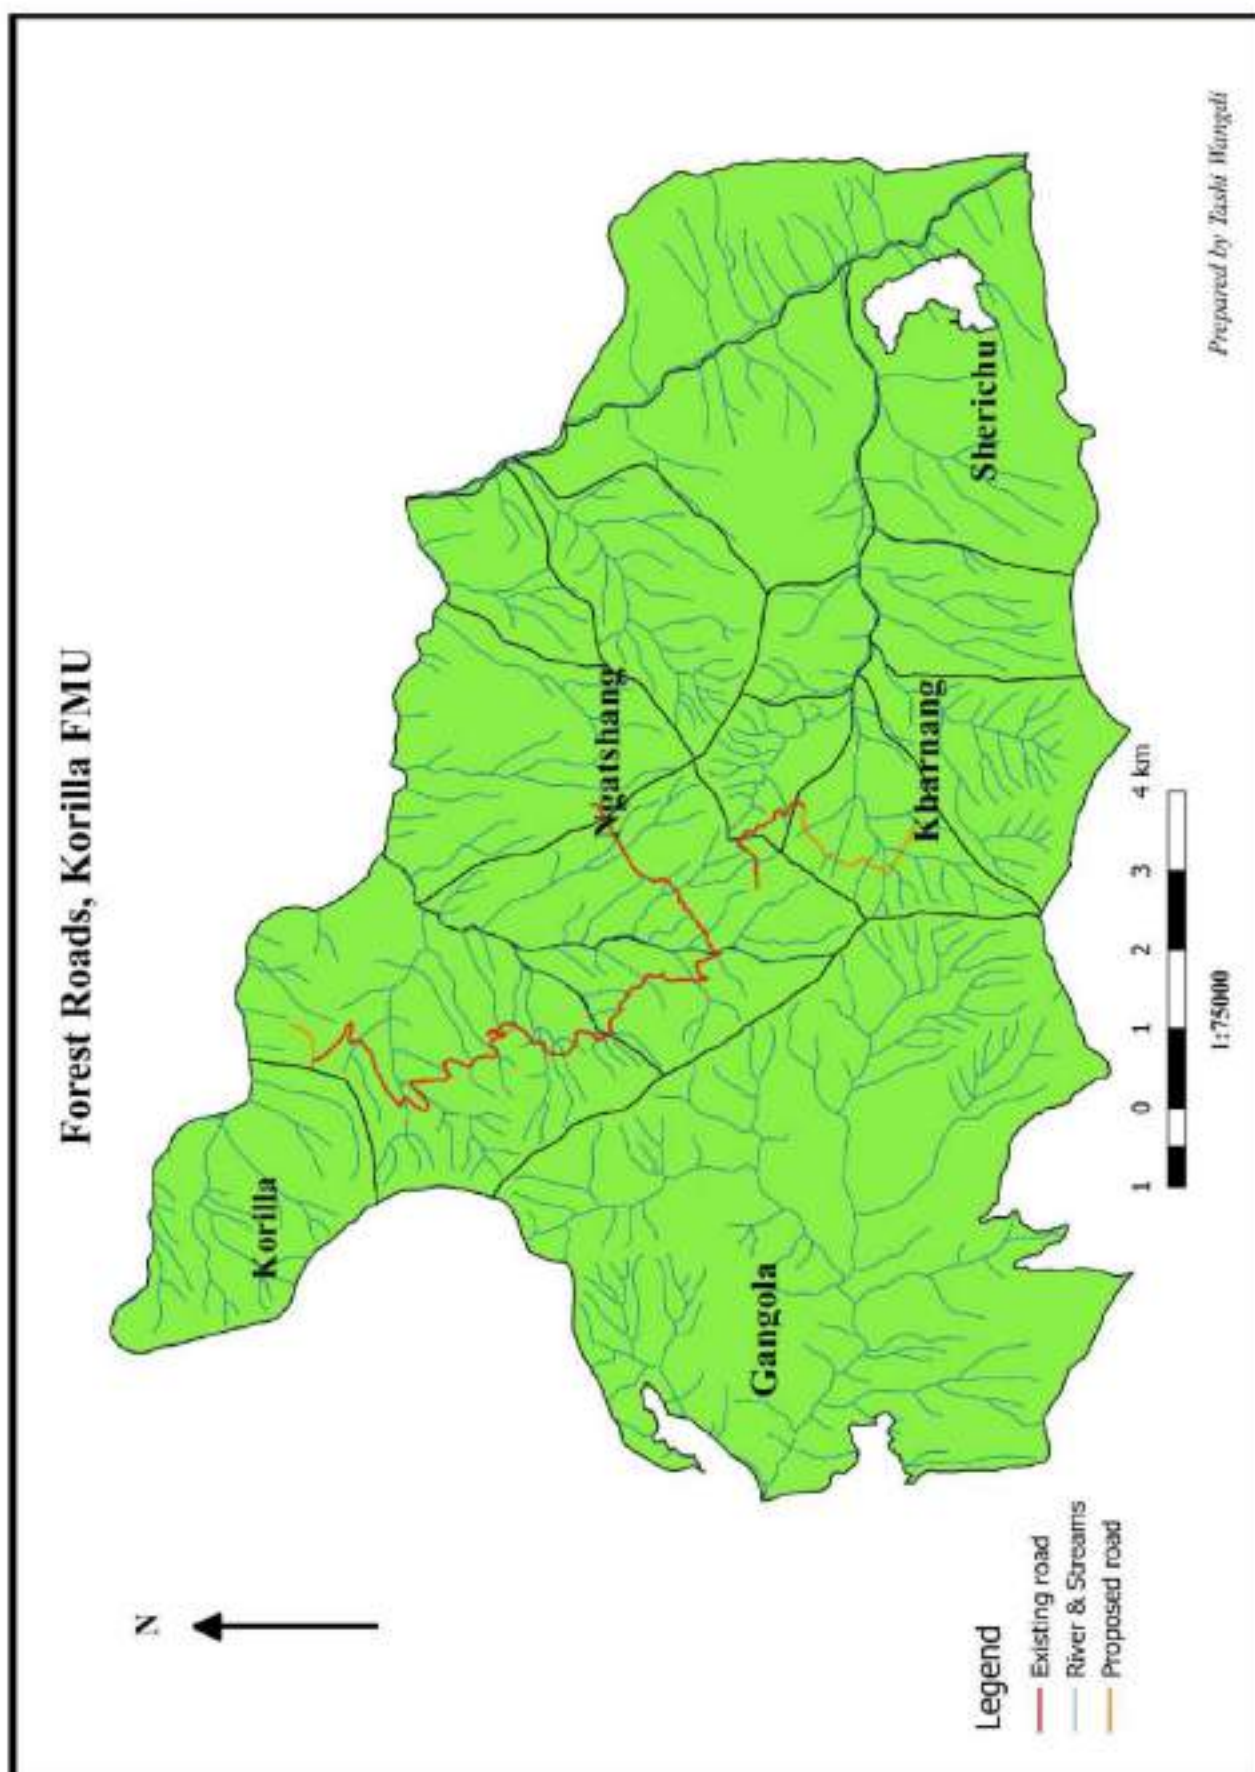 Forest Roads, Korilla FMU
N
Korilla
Ngatshang
Gangola
Kharnang
Sherichu
Legend
Existing road
River & Streams
Proposed road
1 0 1 2 3 4 km
1:75000
Prepared by Tashi Wangdi